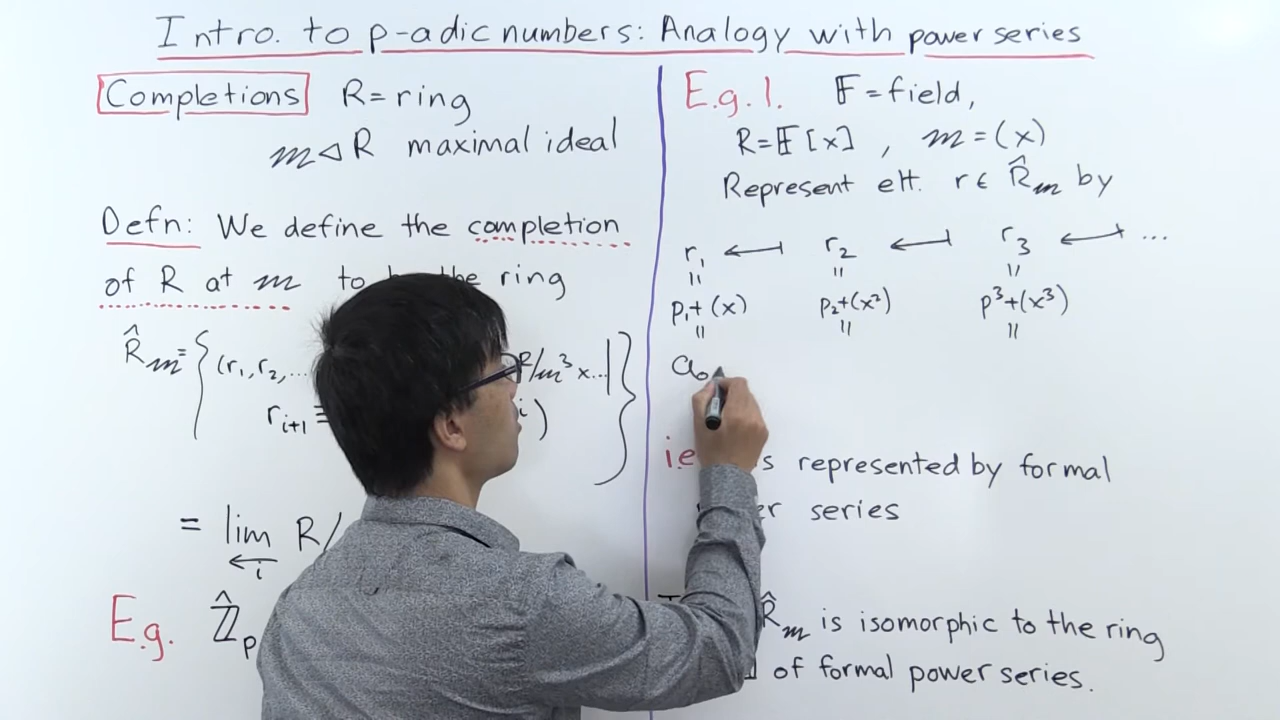 Intro. to p-adic numbers: Analogy with power series
Completions R=ring
m ◁ R maximal ideal
Defn: We define the completion
of R at m to the ring
R̂m = { (r₁, r₂, ... R/m³ x... | }
rᵢ₊₁ ≡ i )
= lim R/
← i
E.g. ℤ̂p
E.g. 1. 𝔽 = field,
R = 𝔽[x] , m = (x)
Represent elt. r ∈ R̂m by
r₁ ↤ r₂ ↤ r₃ ↤ ...
= = =
p₁+(x) p₂+(x²) p³+(x³)
= = =
a₀
ie s represented by formal
er series
R̂m is isomorphic to the ring
of formal power series.